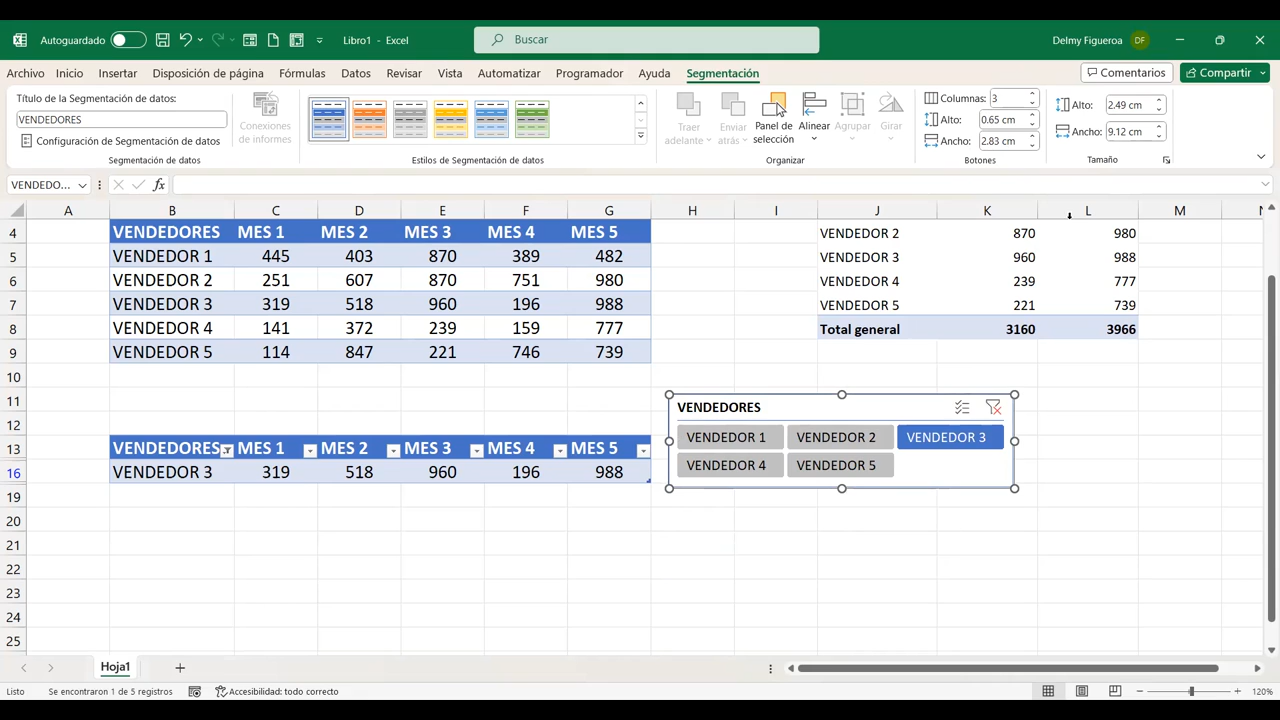 Autoguardado
Libro1 - Excel
Buscar
Delmy Figueroa DF
Archivo Inicio Insertar Disposición de página Fórmulas Datos Revisar Vista Automatizar Programador Ayuda Segmentación
Comentarios Compartir
Título de la Segmentación de datos:
VENDEDORES
Configuración de Segmentación de datos
Segmentación de datos
Conexiones de informes
Estilos de Segmentación de datos
Traer adelante
Enviar atrás
Panel de selección
Alinear
Agrupar
Girar
Organizar
Columnas: 3
Alto: 0.65 cm
Ancho: 2.83 cm
Botones
Alto: 2.49 cm
Ancho: 9.12 cm
Tamaño
VENDEDO... fx
A B C D E F G H I J K L M N
4 VENDEDORES MES 1 MES 2 MES 3 MES 4 MES 5 VENDEDOR 2 870 980
5 VENDEDOR 1 445 403 870 389 482 VENDEDOR 3 960 988
6 VENDEDOR 2 251 607 870 751 980 VENDEDOR 4 239 777
7 VENDEDOR 3 319 518 960 196 988 VENDEDOR 5 221 739
8 VENDEDOR 4 141 372 239 159 777 Total general 3160 3966
9 VENDEDOR 5 114 847 221 746 739
10
11
12
13 VENDEDORES MES 1 MES 2 MES 3 MES 4 MES 5
16 VENDEDOR 3 319 518 960 196 988
19
20
21
22
23
24
25
VENDEDORES
VENDEDOR 1 VENDEDOR 2 VENDEDOR 3
VENDEDOR 4 VENDEDOR 5
Hoja1
Listo Se encontraron 1 de 5 registros Accesibilidad: todo correcto 120%